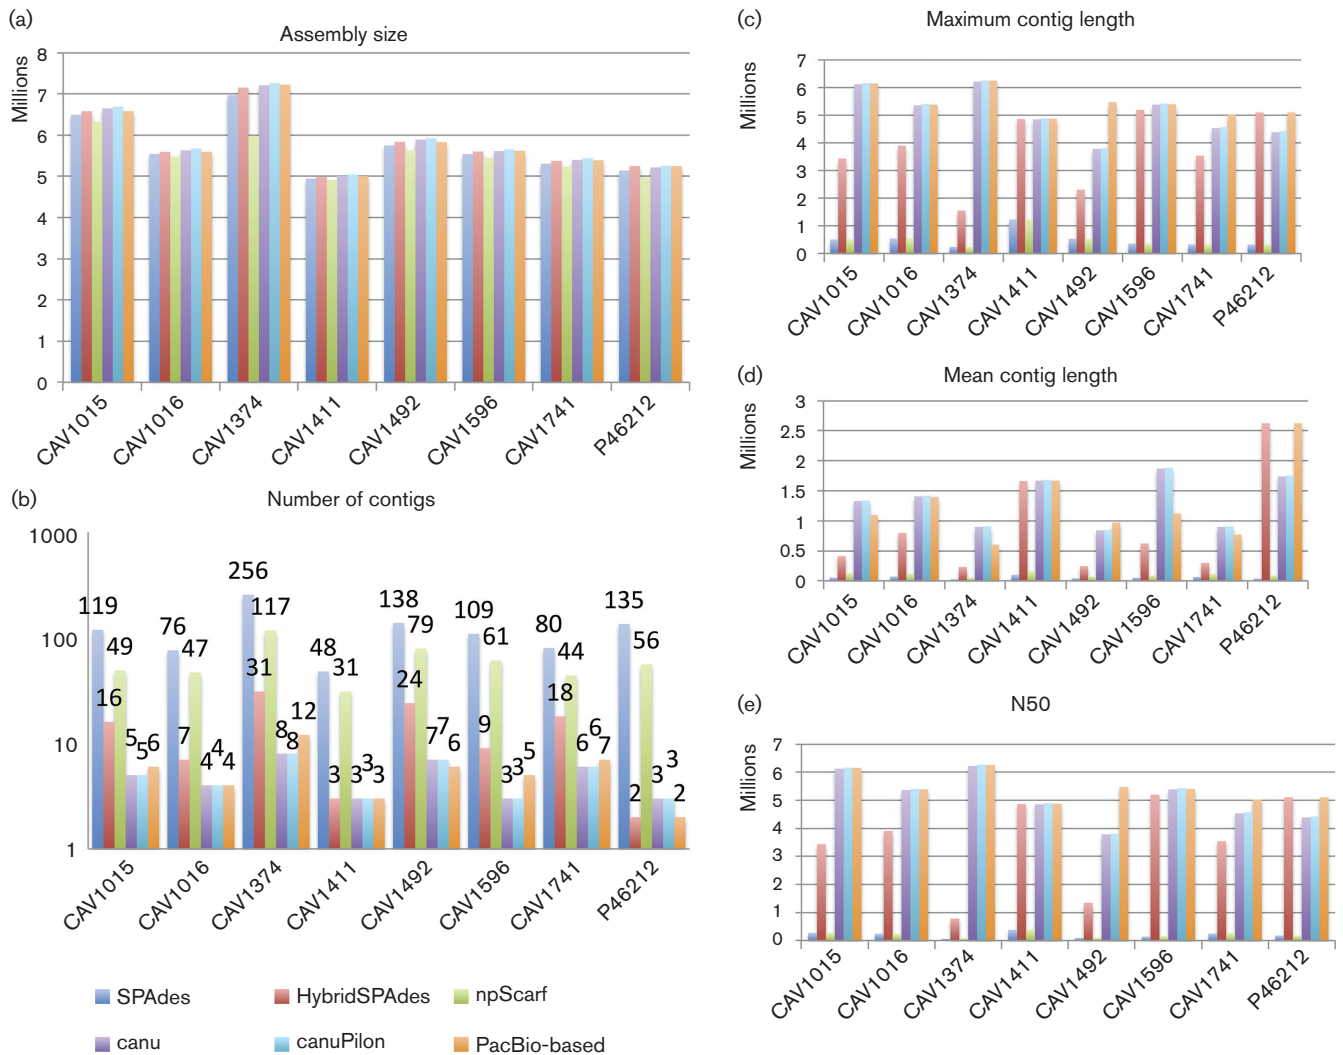 (a)
Assembly size
Millions
8
7
6
5
4
3
2
1
0
CAV1015
CAV1016
CAV1374
CAV1411
CAV1492
CAV1596
CAV1741
P46212
(b)
Number of contigs
1000
100
10
1
119
16
49
5
5
6
76
7
47
4
4
4
256
31
117
8
8
12
48
3
31
3
3
3
138
24
79
7
7
6
109
9
61
3
3
5
80
18
44
6
6
7
135
2
56
3
3
2
CAV1015
CAV1016
CAV1374
CAV1411
CAV1492
CAV1596
CAV1741
P46212
SPAdes
HybridSPAdes
npScarf
canu
canuPilon
PacBio-based
(c)
Maximum contig length
Millions
7
6
5
4
3
2
1
0
CAV1015
CAV1016
CAV1374
CAV1411
CAV1492
CAV1596
CAV1741
P46212
(d)
Mean contig length
Millions
3
2.5
2
1.5
1
0.5
0
CAV1015
CAV1016
CAV1374
CAV1411
CAV1492
CAV1596
CAV1741
P46212
(e)
N50
Millions
7
6
5
4
3
2
1
0
CAV1015
CAV1016
CAV1374
CAV1411
CAV1492
CAV1596
CAV1741
P46212